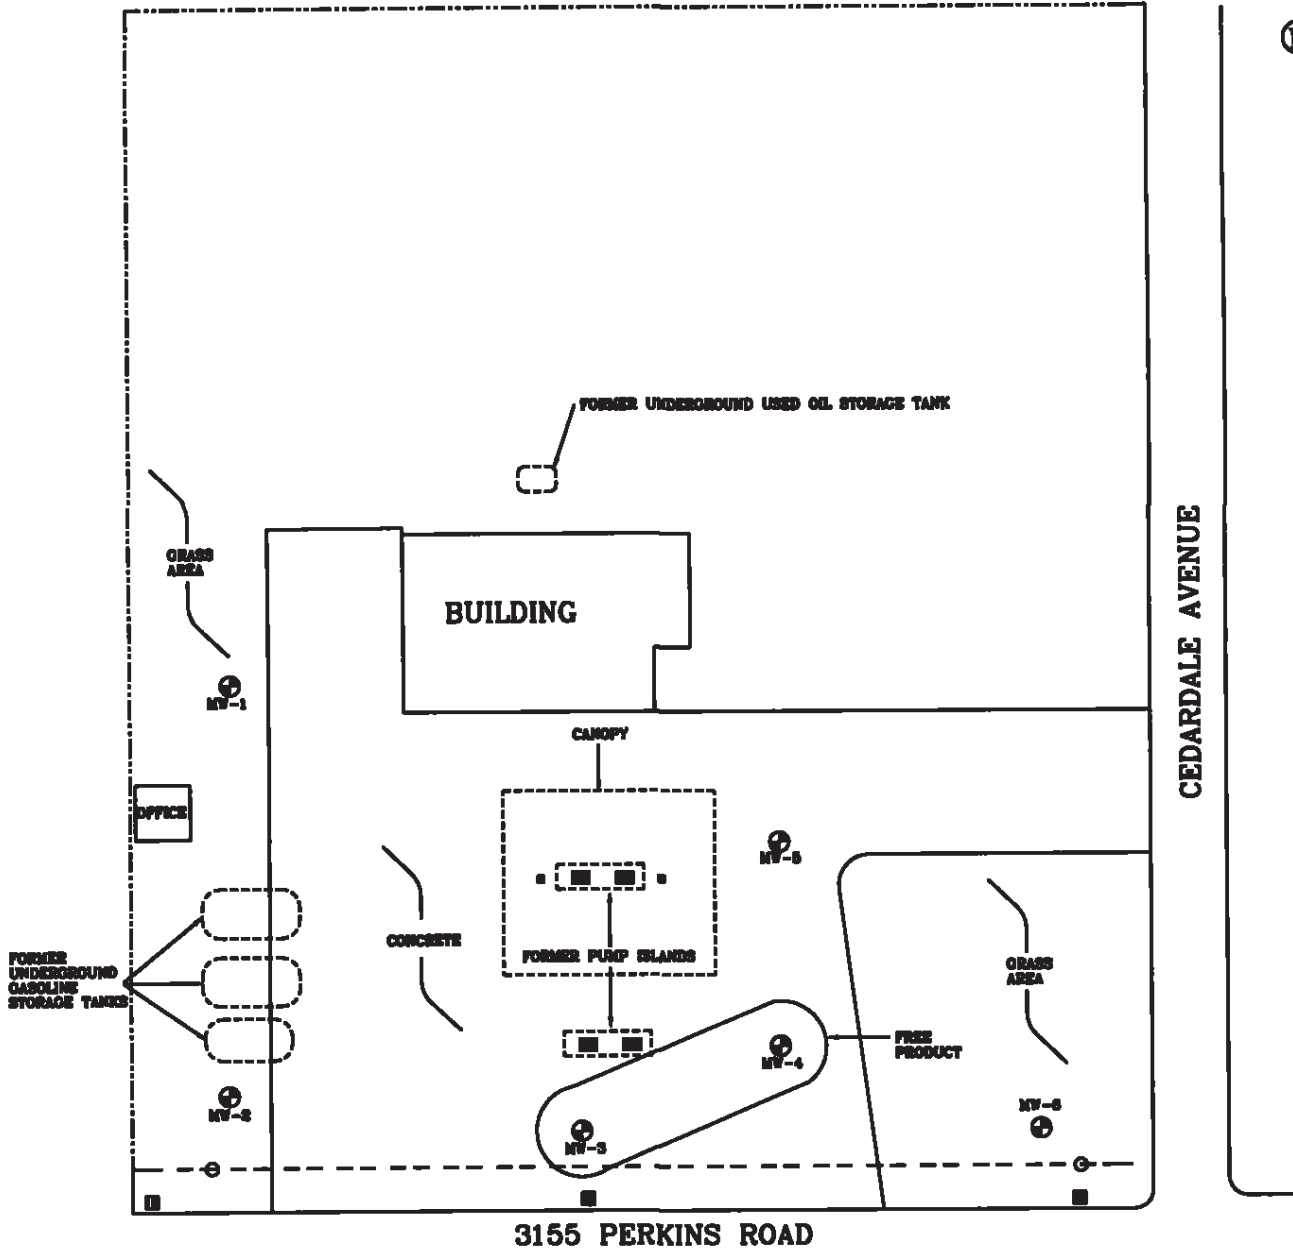 FORMER UNDERGROUND USED OIL STORAGE TANK
GRASS
AREA
BUILDING
CEDARDALE AVENUE
MW-1
CANOPY
OFFICE
MW-5
CONCRETE
FORMER PUMP ISLANDS
FORMER
UNDERGROUND
GASOLINE
STORAGE TANKS
GRASS
AREA
FREE
PRODUCT
MW-4
MW-2
MW-6
MW-3
3155 PERKINS ROAD